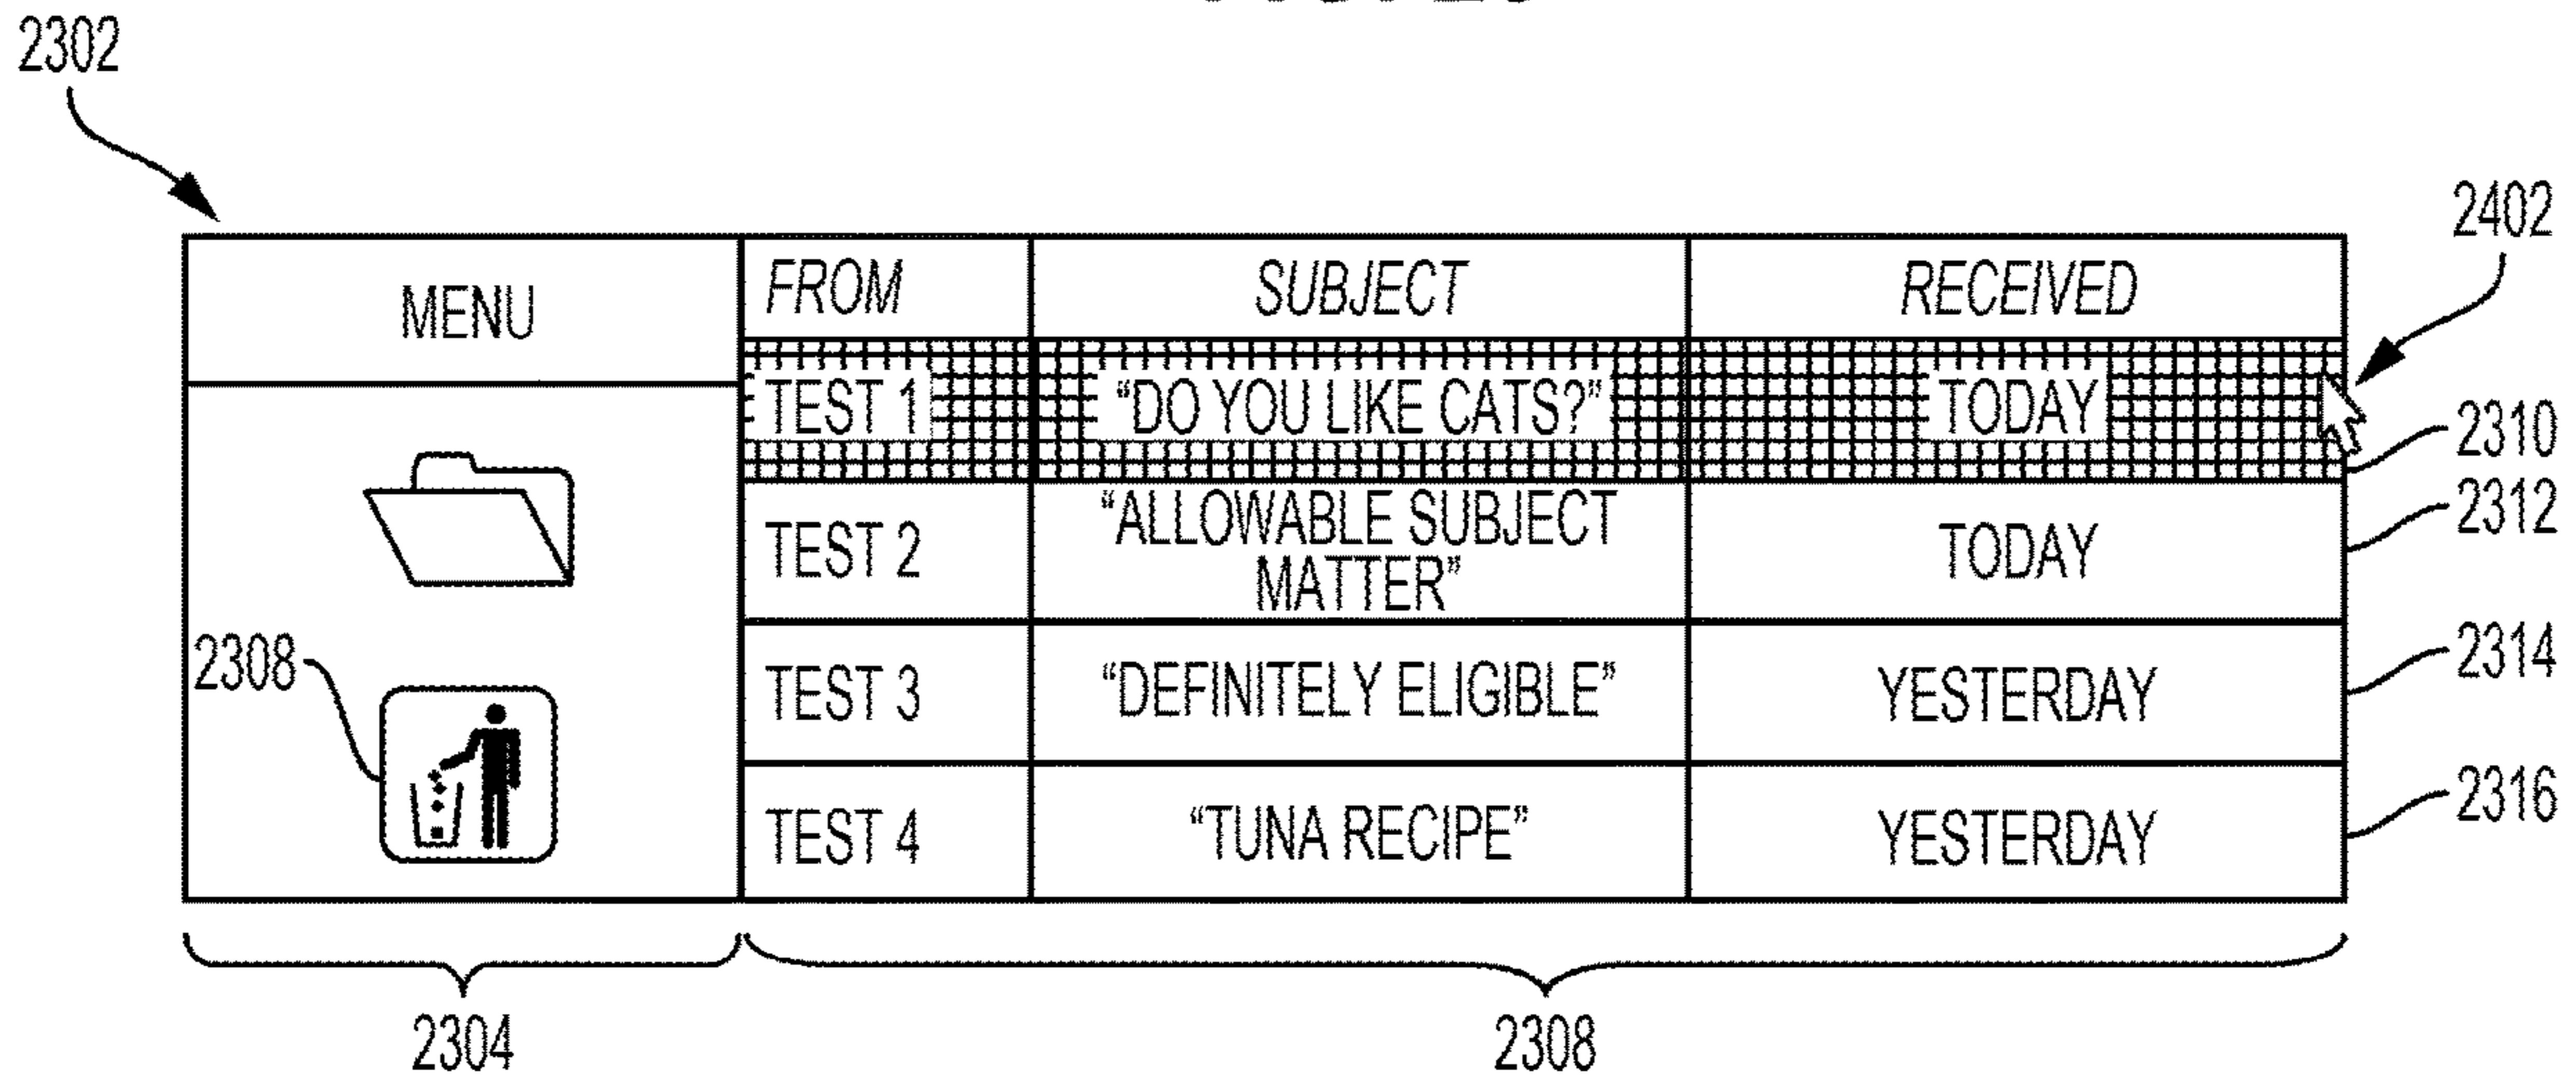 2302
2402
MENU
FROM SUBJECT RECEIVED
TEST 1 “DO YOU LIKE CATS?” TODAY
2310
TEST 2 “ALLOWABLE SUBJECT MATTER” TODAY
2312
TEST 3 “DEFINITELY ELIGIBLE” YESTERDAY
2314
2308
TEST 4 “TUNA RECIPE” YESTERDAY
2316
2304
2308